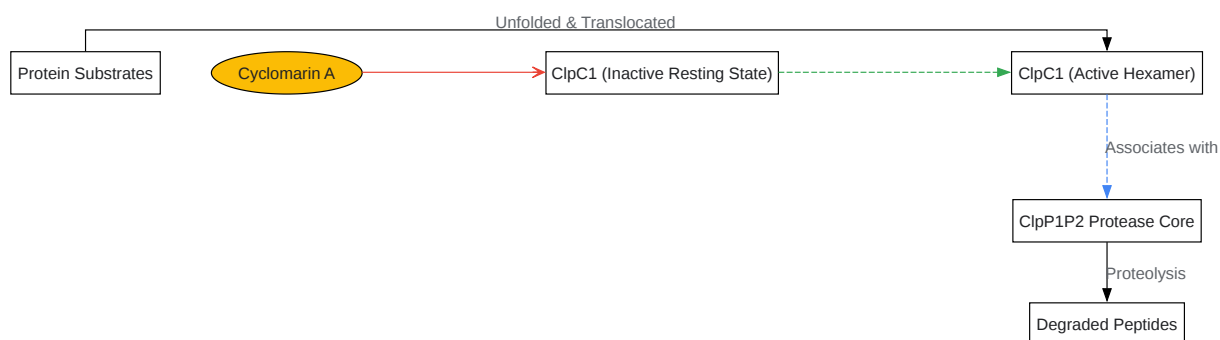 Unfolded & Translocated
Protein Substrates
Cyclomarin A
ClpC1 (Inactive Resting State)
ClpC1 (Active Hexamer)
Associates with
ClpP1P2 Protease Core
Proteolysis
Degraded Peptides